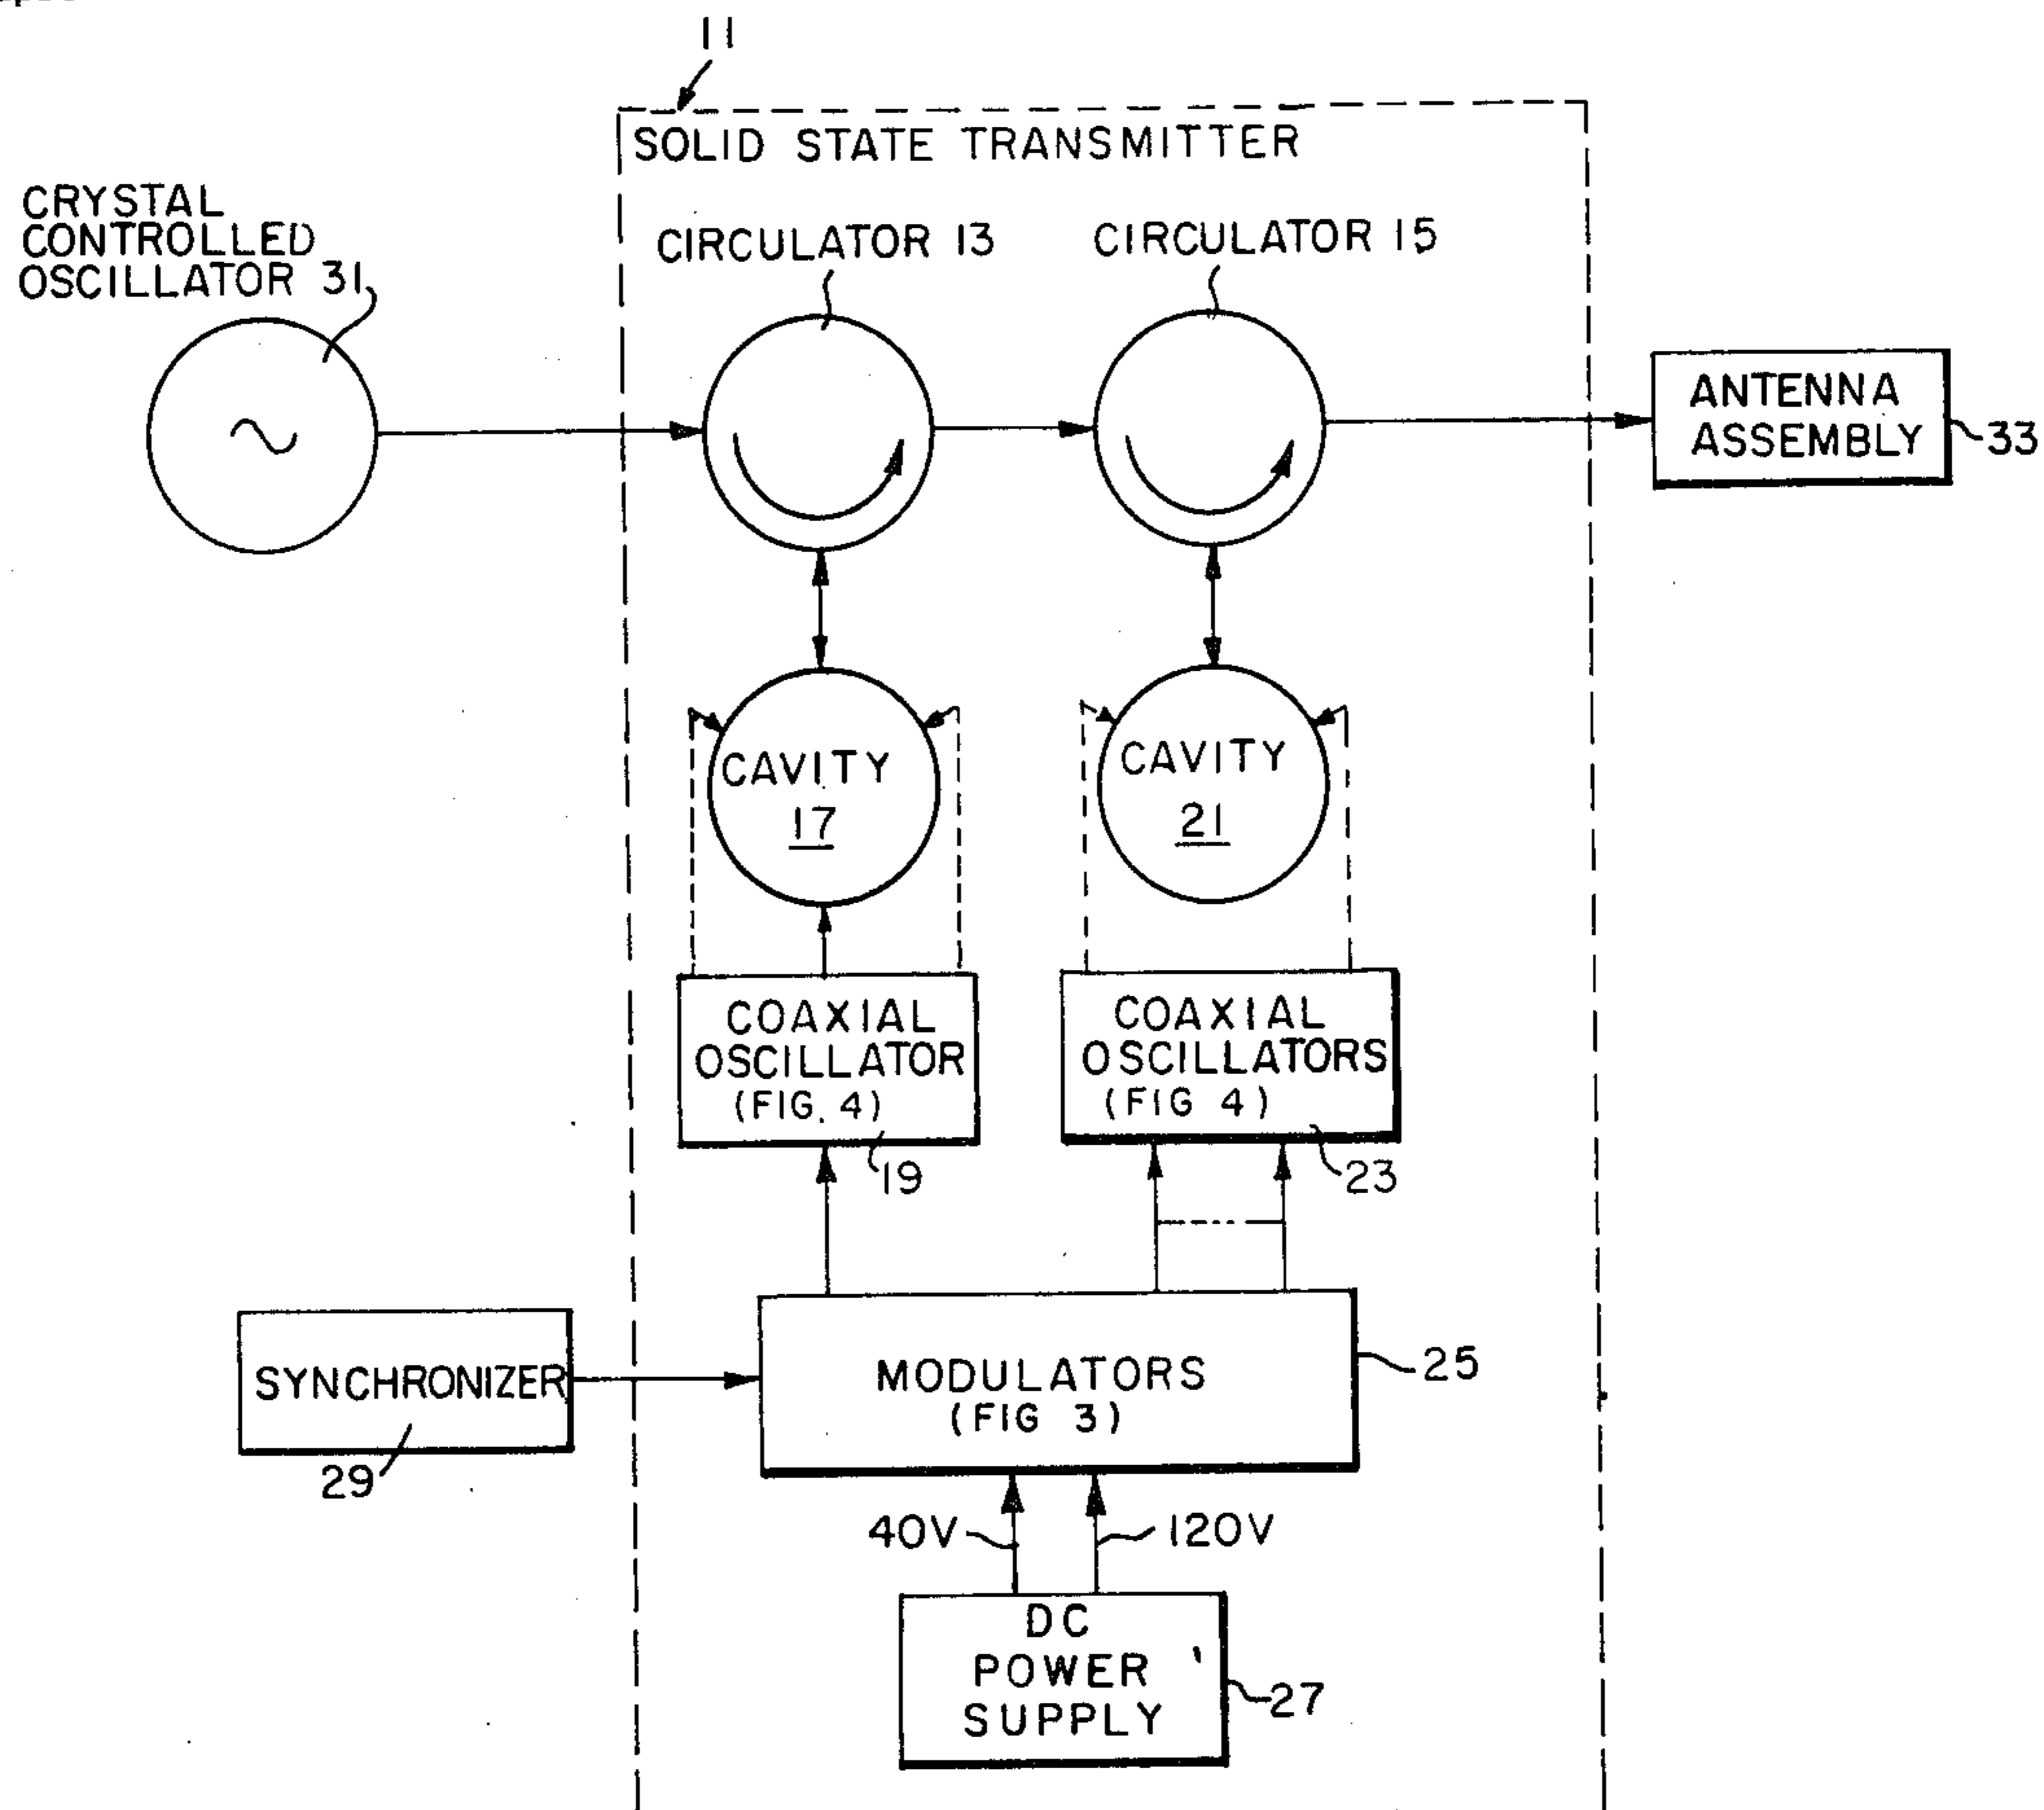 11
SOLID STATE TRANSMITTER
CRYSTAL
CONTROLLED
OSCILLATOR 31
CIRCULATOR 13
CIRCULATOR 15
ANTENNA
ASSEMBLY
33
CAVITY
17
CAVITY
21
COAXIAL
OSCILLATOR
(FIG. 4)
19
COAXIAL
OSCILLATORS
(FIG 4)
23
SYNCHRONIZER
29
MODULATORS
(FIG 3)
25
40V
120V
DC
POWER
SUPPLY
27